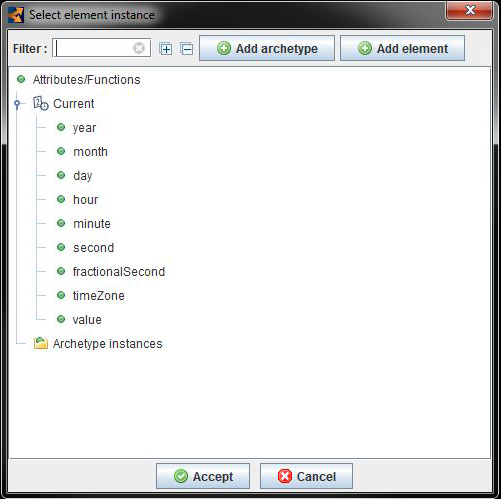 Select element instance
Filter : Add archetype Add element
Attributes/Functions
Current
year
month
day
hour
minute
second
fractionalSecond
timeZone
value
Archetype instances
Accept Cancel